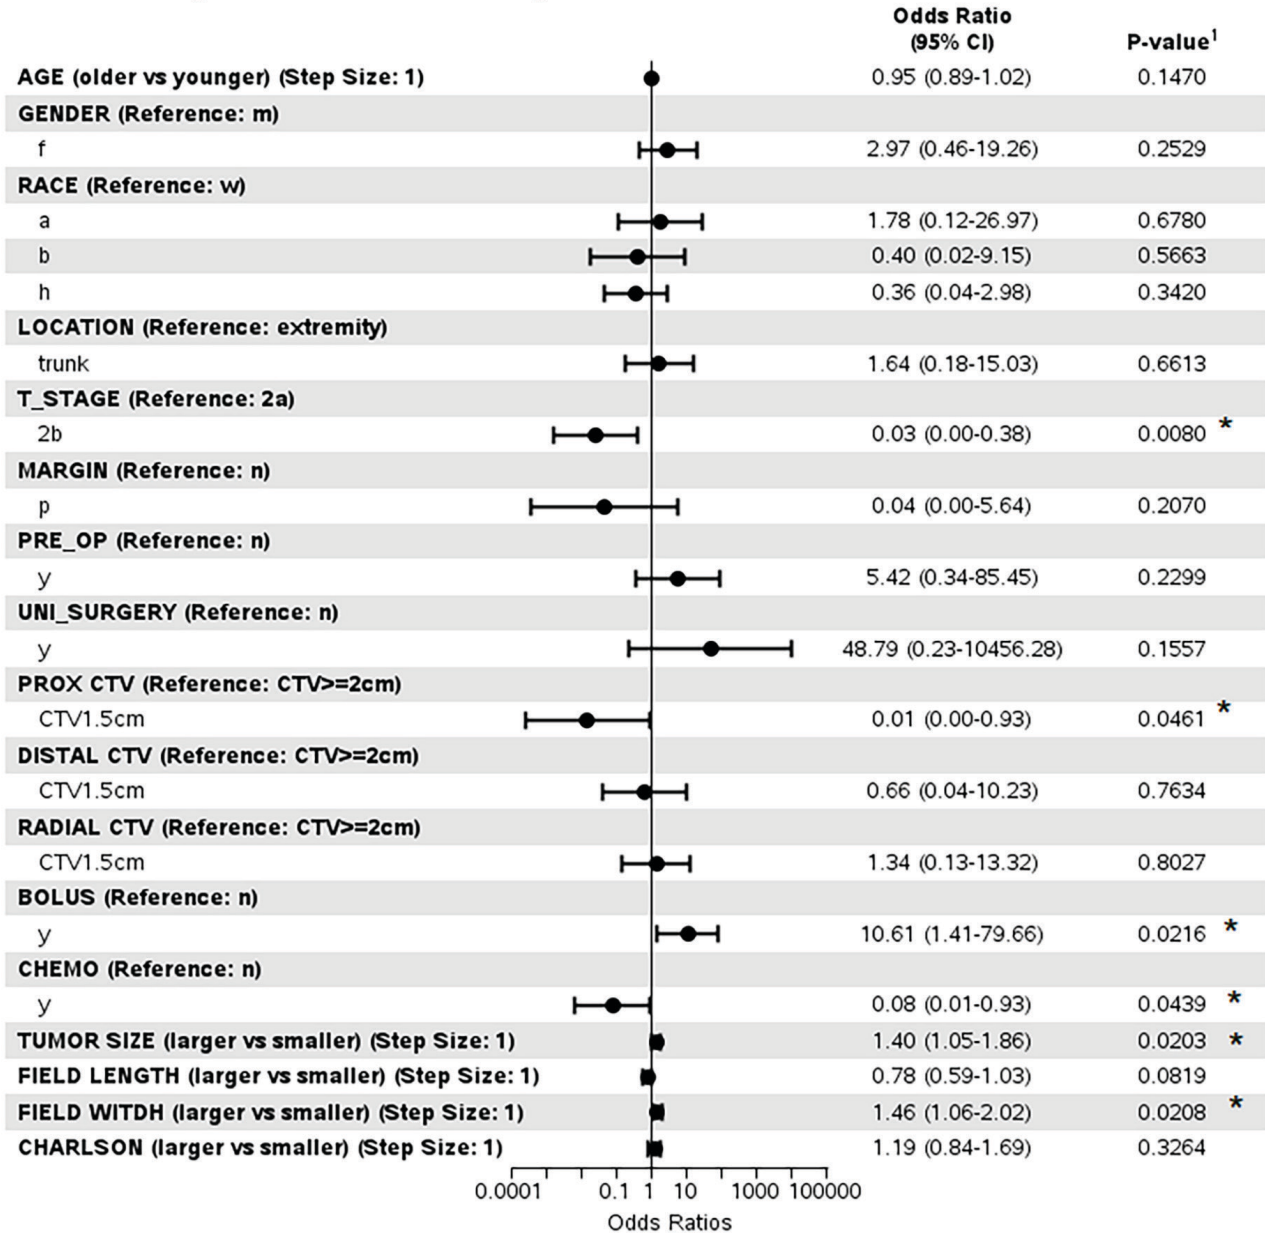 Odds Ratio
(95% CI) P-value1
AGE (older vs younger) (Step Size: 1) 0.95 (0.89-1.02) 0.1470
GENDER (Reference: m)
f 2.97 (0.46-19.26) 0.2529
RACE (Reference: w)
a 1.78 (0.12-26.97) 0.6780
b 0.40 (0.02-9.15) 0.5663
h 0.36 (0.04-2.98) 0.3420
LOCATION (Reference: extremity)
trunk 1.64 (0.18-15.03) 0.6613
T_STAGE (Reference: 2a)
2b 0.03 (0.00-0.38) 0.0080 *
MARGIN (Reference: n)
p 0.04 (0.00-5.64) 0.2070
PRE_OP (Reference: n)
y 5.42 (0.34-85.45) 0.2299
UNI_SURGERY (Reference: n)
y 48.79 (0.23-10456.28) 0.1557
PROX CTV (Reference: CTV>=2cm)
CTV1.5cm 0.01 (0.00-0.93) 0.0461 *
DISTAL CTV (Reference: CTV>=2cm)
CTV1.5cm 0.66 (0.04-10.23) 0.7634
RADIAL CTV (Reference: CTV>=2cm)
CTV1.5cm 1.34 (0.13-13.32) 0.8027
BOLUS (Reference: n)
y 10.61 (1.41-79.66) 0.0216 *
CHEMO (Reference: n)
y 0.08 (0.01-0.93) 0.0439 *
TUMOR SIZE (larger vs smaller) (Step Size: 1) 1.40 (1.05-1.86) 0.0203 *
FIELD LENGTH (larger vs smaller) (Step Size: 1) 0.78 (0.59-1.03) 0.0819
FIELD WITDH (larger vs smaller) (Step Size: 1) 1.46 (1.06-2.02) 0.0208 *
CHARLSON (larger vs smaller) (Step Size: 1) 1.19 (0.84-1.69) 0.3264
0.0001 0.1 1 10 1000 100000
Odds Ratios